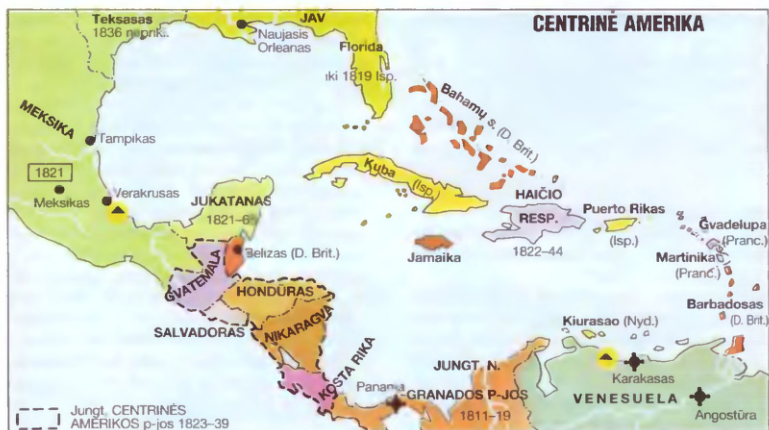 CENTRINĖ AMERIKA
Teksasas
1836 neprik.
JAV
Naujasis
Orleanas
Florida
iki 1819 Isp.
MEKSIKA
Tampikas
1821
Meksikas
Verakrusas
JUKATANAS
1821–6
Bahamų s. (D. Brit.)
Kuba (Isp.)
HAIČIO
RESP.
1822–44
Puerto Rikas
(Isp.)
Gvadelupa
(Pranc.)
Martinika
(Pranc.)
Barbadosas
(D. Brit.)
Jamaika
Belizas (D. Brit.)
GVATEMALA
HONDŪRAS
SALVADORAS
NIKARAGVA
KOSTA RIKA
Kiurasao (Nyd.)
Panama
JUNGT. N.
GRANADOS P-JOS
1811–19
Karakasas
VENESUELA
Angostūra
Jungt. CENTRINĖS
AMERIKOS p-jos 1823–39